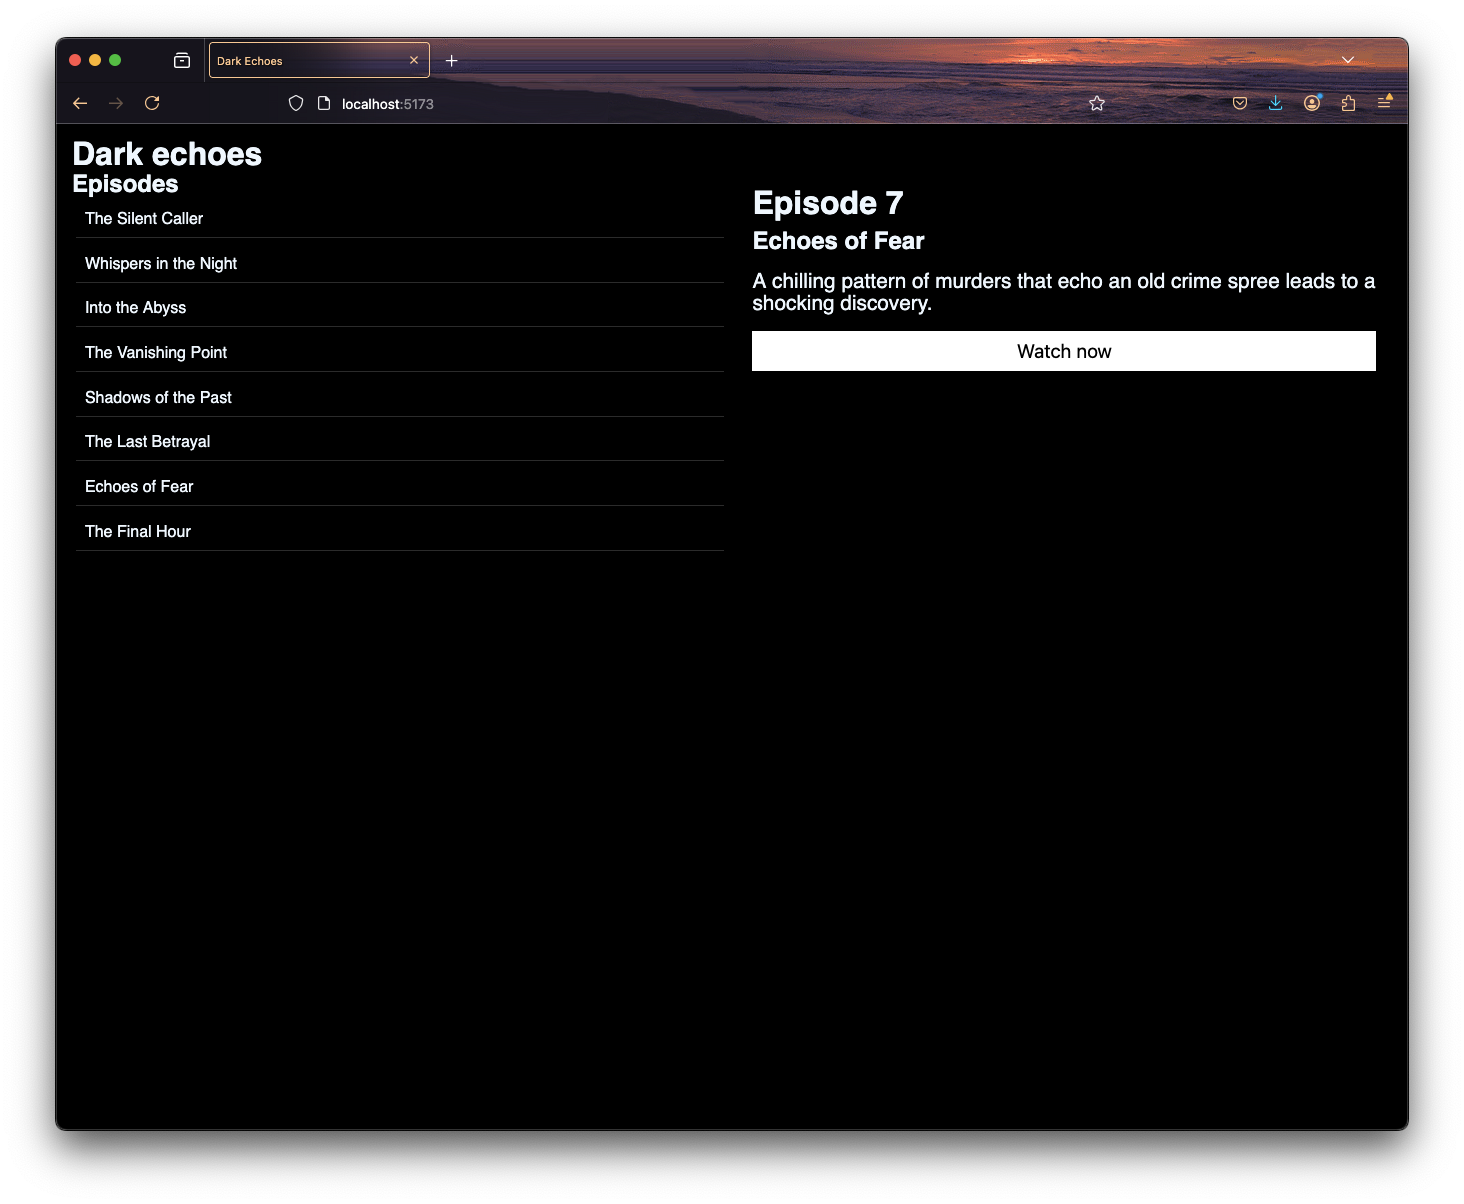 Dark Echoes
localhost:5173
Dark echoes
Episodes
The Silent Caller
Whispers in the Night
Into the Abyss
The Vanishing Point
Shadows of the Past
The Last Betrayal
Echoes of Fear
The Final Hour
Episode 7
Echoes of Fear
A chilling pattern of murders that echo an old crime spree leads to a
shocking discovery.
Watch now